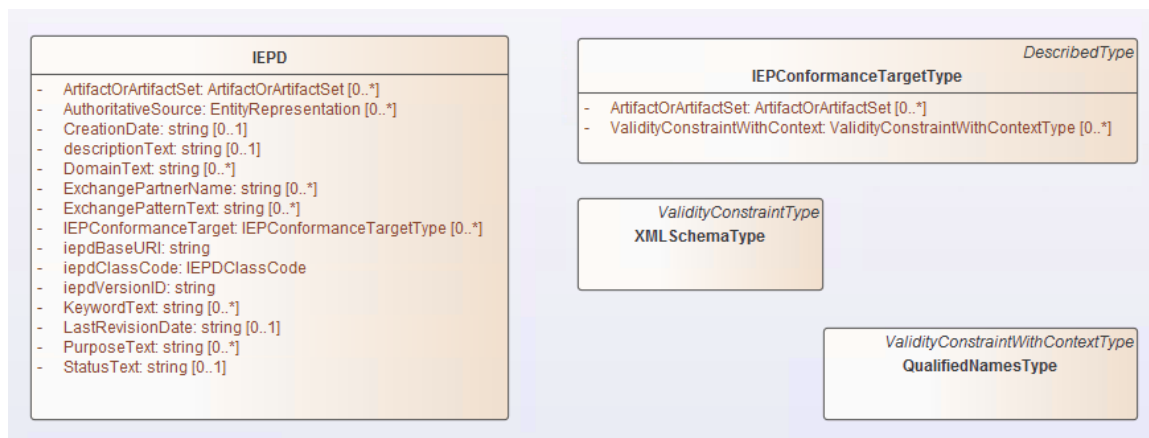 IEPD
- ArtifactOrArtifactSet: ArtifactOrArtifactSet [0..*]
- AuthoritativeSource: EntityRepresentation [0..*]
- CreationDate: string [0..1]
- descriptionText: string [0..1]
- DomainText: string [0..*]
- ExchangePartnerName: string [0..*]
- ExchangePatternText: string [0..*]
- IEPConformanceTarget: IEPConformanceTargetType [0..*]
- iepdBaseURI: string
- iepdClassCode: IEPDClassCode
- iepdVersionID: string
- KeywordText: string [0..*]
- LastRevisionDate: string [0..1]
- PurposeText: string [0..*]
- StatusText: string [0..1]
DescribedType
IEPConformanceTargetType
- ArtifactOrArtifactSet: ArtifactOrArtifactSet [0..*]
- ValidityConstraintWithContext: ValidityConstraintWithContextType [0..*]
ValidityConstraintType
XMLSchemaType
ValidityConstraintWithContextType
QualifiedNamesType